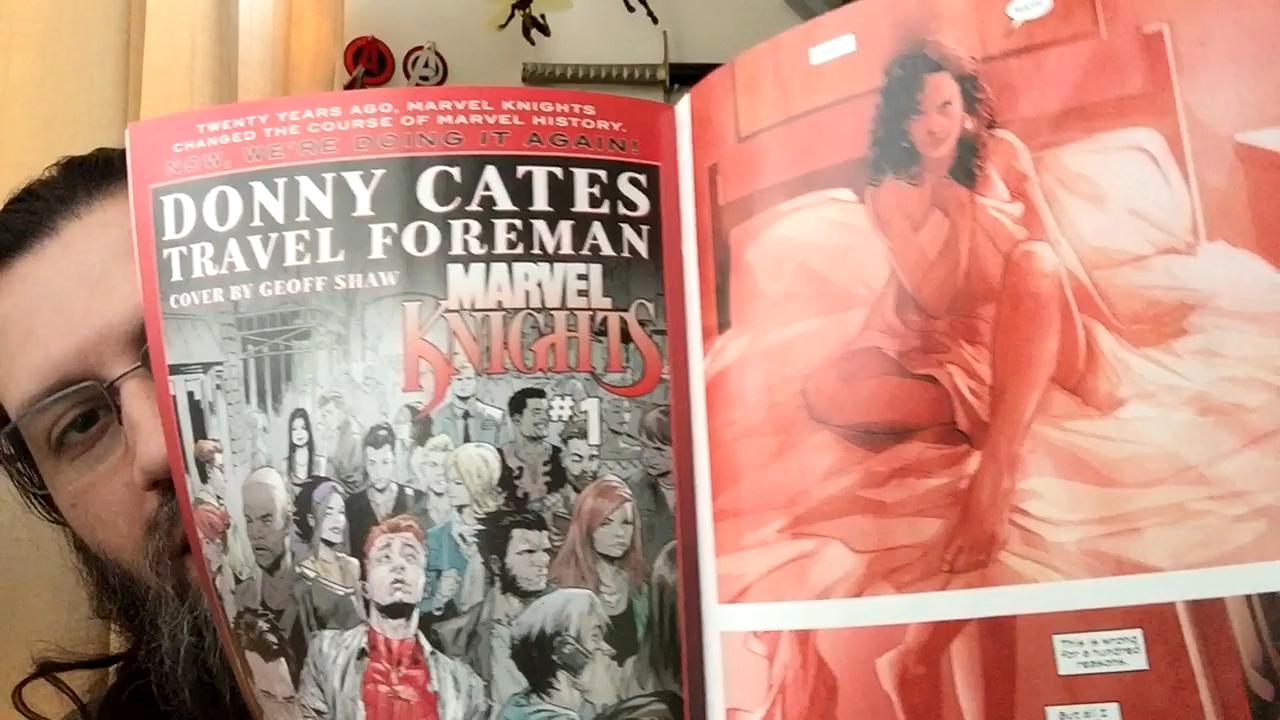 TWENTY YEARS AGO, MARVEL KNIGHTS
CHANGED THE COURSE OF MARVEL HISTORY.
NOW, WE'RE DOING IT AGAIN!
DONNY CATES
TRAVEL FOREMAN
COVER BY GEOFF SHAW
MARVEL
KNIGHTS
#1
This is wrong
for a hundred
reasons.